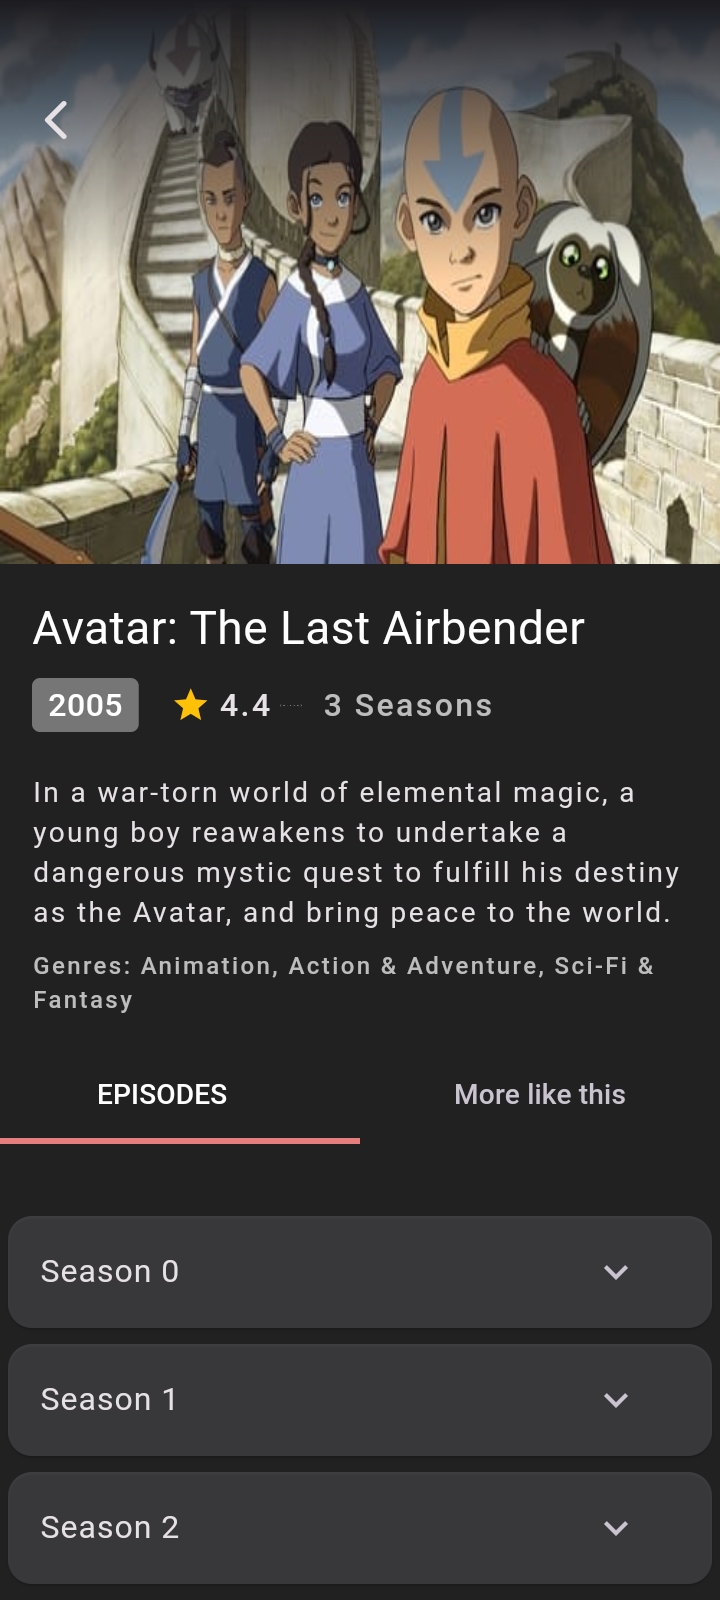 Avatar: The Last Airbender
2005 4.4 3 Seasons
In a war-torn world of elemental magic, a
young boy reawakens to undertake a
dangerous mystic quest to fulfill his destiny
as the Avatar, and bring peace to the world.
Genres: Animation, Action & Adventure, Sci-Fi &
Fantasy
EPISODES More like this
Season 0
Season 1
Season 2